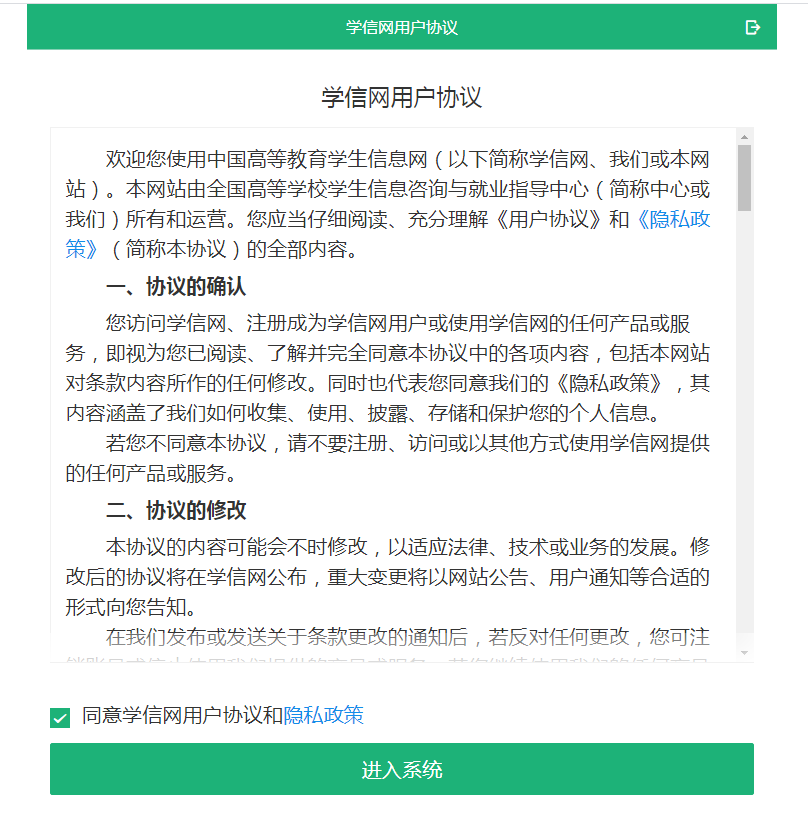 学信网用户协议
学信网用户协议
欢迎您使用中国高等教育学生信息网（以下简称学信网、我们或本网
站）。本网站由全国高等学校学生信息咨询与就业指导中心（简称中心或
我们）所有和运营。您应当仔细阅读、充分理解《用户协议》和《隐私政
策》（简称本协议）的全部内容。
一、协议的确认
您访问学信网、注册成为学信网用户或使用学信网的任何产品或服
务，即视为您已阅读、了解并完全同意本协议中的各项内容，包括本网站
对条款内容所作的任何修改。同时也代表您同意我们的《隐私政策》，其
内容涵盖了我们如何收集、使用、披露、存储和保护您的个人信息。
若您不同意本协议，请不要注册、访问或以其他方式使用学信网提供
的任何产品或服务。
二、协议的修改
本协议的内容可能会不时修改，以适应法律、技术或业务的发展。修
改后的协议将在学信网公布，重大变更将以网站公告、用户通知等合适的
形式向您告知。
在我们发布或发送关于条款更改的通知后，若反对任何更改，您可注
同意学信网用户协议和隐私政策
进入系统